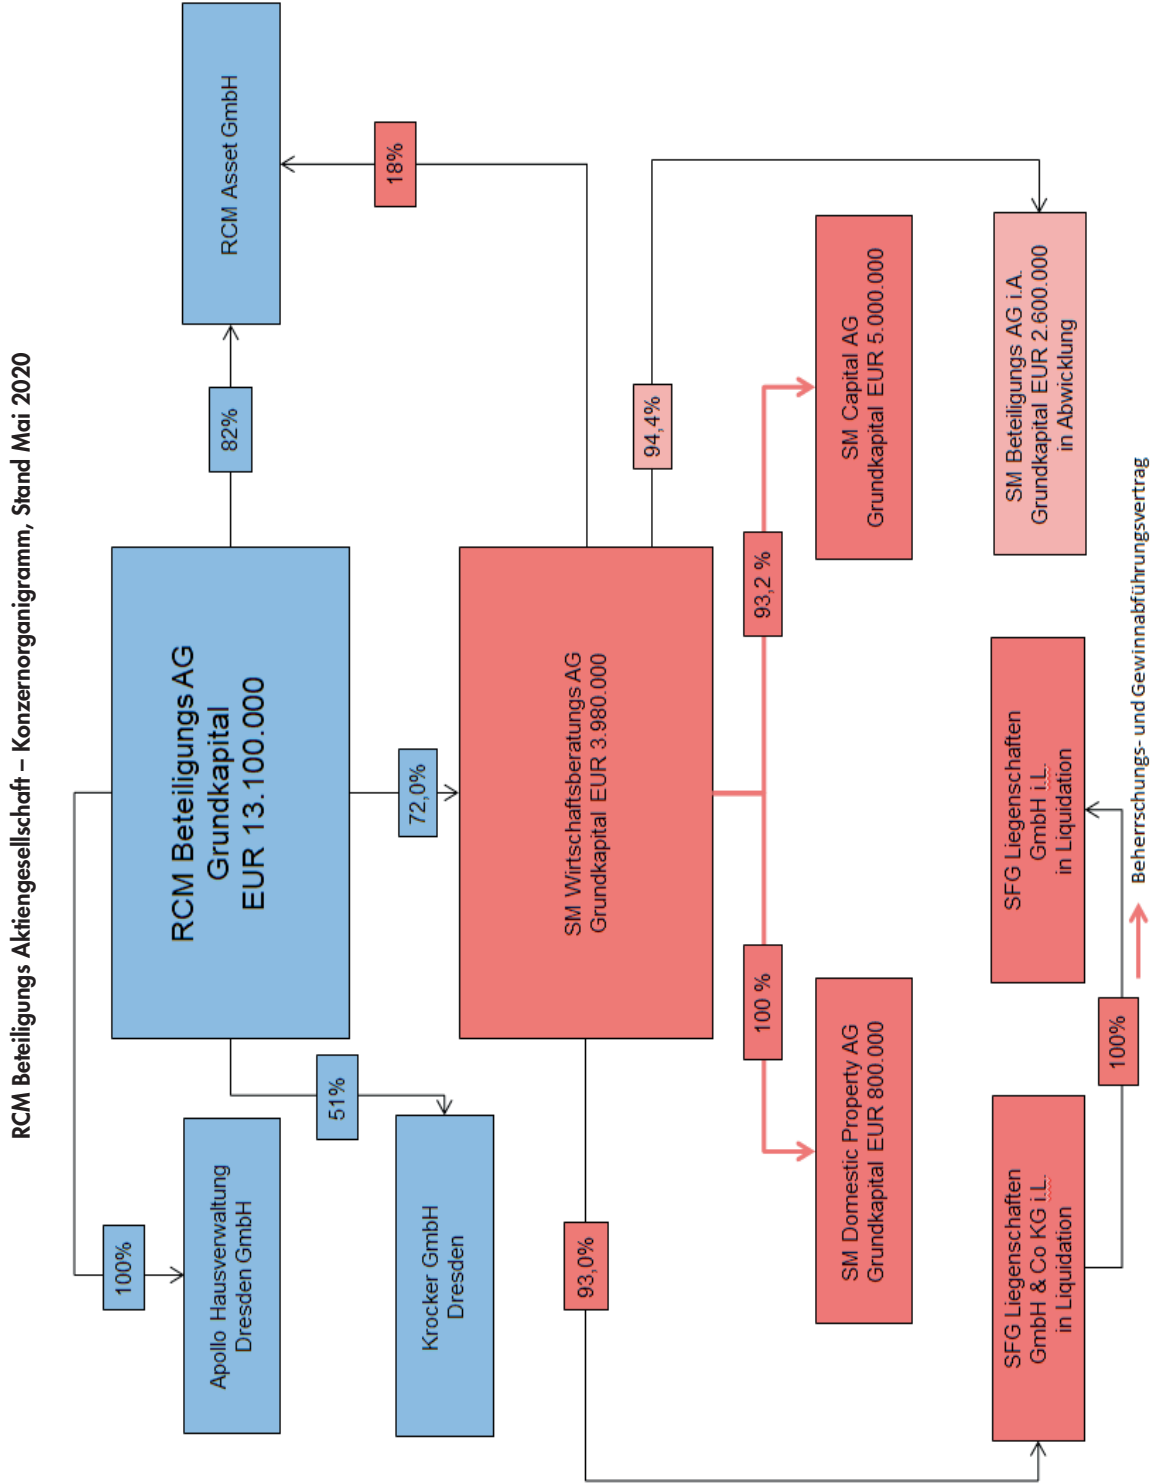 RCM Beteiligungs Aktiengesellschaft – Konzernorganigramm, Stand Mai 2020
100%
Apollo Hausverwaltung
Dresden GmbH
51%
Krocker GmbH
Dresden
RCM Beteiligungs AG
Grundkapital
EUR 13.100.000
82%
RCM Asset GmbH
18%
72,0%
SM Wirtschaftsberatungs AG
Grundkapital EUR 3.980.000
94,4%
93,0%
100 %
93,2 %
SM Domestic Property AG
Grundkapital EUR 800.000
SM Capital AG
Grundkapital EUR 5.000.000
SFG Liegenschaften
GmbH & Co KG i.L.
in Liquidation
SFG Liegenschaften
GmbH i.L.
in Liquidation
SM Beteiligungs AG i.A.
Grundkapital EUR 2.600.000
in Abwicklung
100%
Beherrschungs- und Gewinnabführungsvertrag